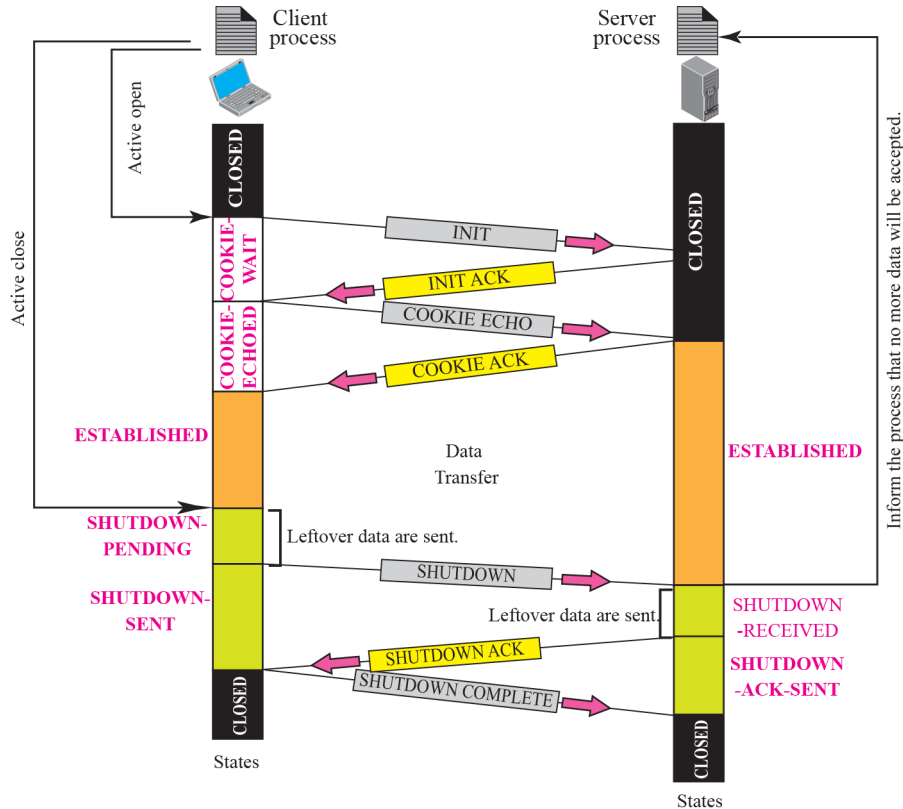 Client
process
Server
process
Active open
Active close
CLOSED
COOKIE-
WAIT
COOKIE-
ECHOED
CLOSED
INIT
INIT ACK
COOKIE ECHO
COOKIE ACK
Inform the process that no more data will be accepted.
ESTABLISHED
Data
Transfer
ESTABLISHED
SHUTDOWN-
PENDING
Leftover data are sent.
SHUTDOWN
SHUTDOWN-
SENT
Leftover data are sent.
SHUTDOWN
-RECEIVED
SHUTDOWN ACK
SHUTDOWN COMPLETE
SHUTDOWN
-ACK-SENT
CLOSED
CLOSED
States
States